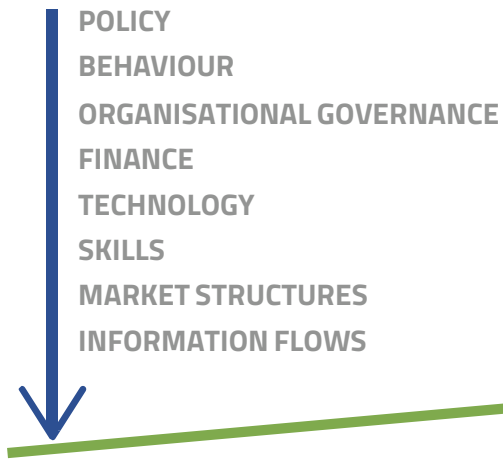 POLICY
BEHAVIOUR
ORGANISATIONAL GOVERNANCE
FINANCE
TECHNOLOGY
SKILLS
MARKET STRUCTURES
INFORMATION FLOWS